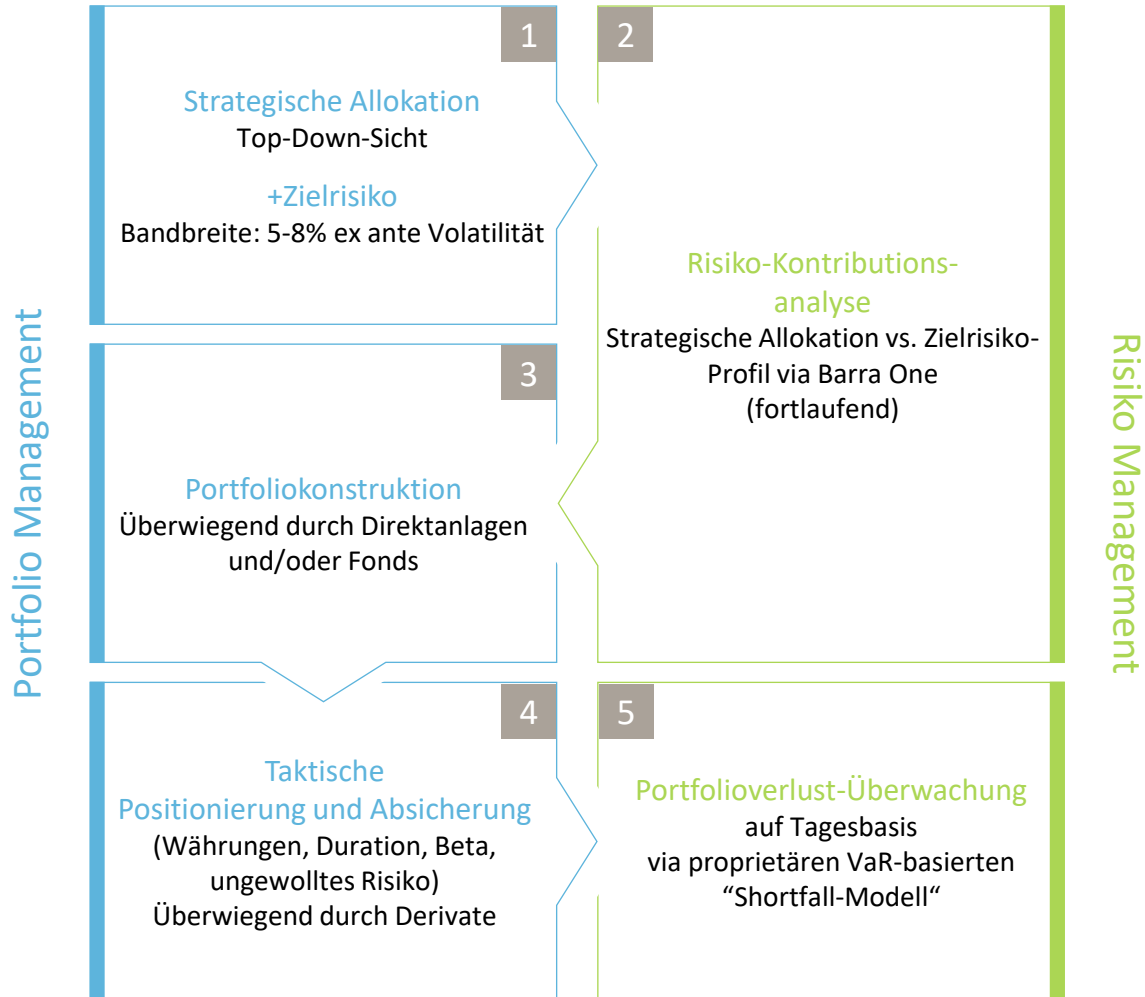 Portfolio Management
1
Strategische Allokation
Top-Down-Sicht
+Zielrisiko
Bandbreite: 5-8% ex ante Volatilität
2
Risiko-Kontributions-
analyse
Strategische Allokation vs. Zielrisiko-
Profil via Barra One
(fortlaufend)
3
Portfoliokonstruktion
Überwiegend durch Direktanlagen
und/oder Fonds
4
Taktische
Positionierung und Absicherung
(Währungen, Duration, Beta,
ungewolltes Risiko)
Überwiegend durch Derivate
5
Portfolioverlust-Überwachung
auf Tagesbasis
via proprietären VaR-basierten
“Shortfall-Modell“
Risiko Management